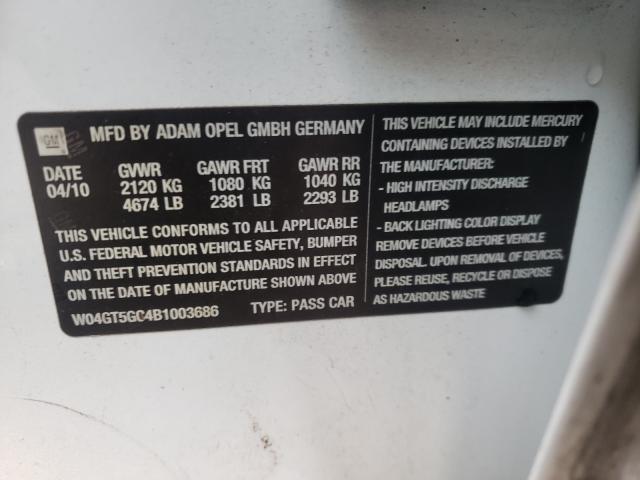 GM
MFD BY ADAM OPEL GMBH GERMANY
DATE GVWR GAWR FRT GAWR RR
04/10 2120 KG 1080 KG 1040 KG
4674 LB 2381 LB 2293 LB
THIS VEHICLE CONFORMS TO ALL APPLICABLE
U.S. FEDERAL MOTOR VEHICLE SAFETY, BUMPER
AND THEFT PREVENTION STANDARDS IN EFFECT
ON THE DATE OF MANUFACTURE SHOWN ABOVE
W04GT5GC4B1003686 TYPE: PASS CAR
THIS VEHICLE MAY INCLUDE MERCURY
CONTAINING DEVICES INSTALLED BY
THE MANUFACTURER:
- HIGH INTENSITY DISCHARGE
HEADLAMPS
- BACK LIGHTING COLOR DISPLAY
REMOVE DEVICES BEFORE VEHICLE
DISPOSAL. UPON REMOVAL OF DEVICES,
PLEASE REUSE, RECYCLE OR DISPOSE
AS HAZARDOUS WASTE